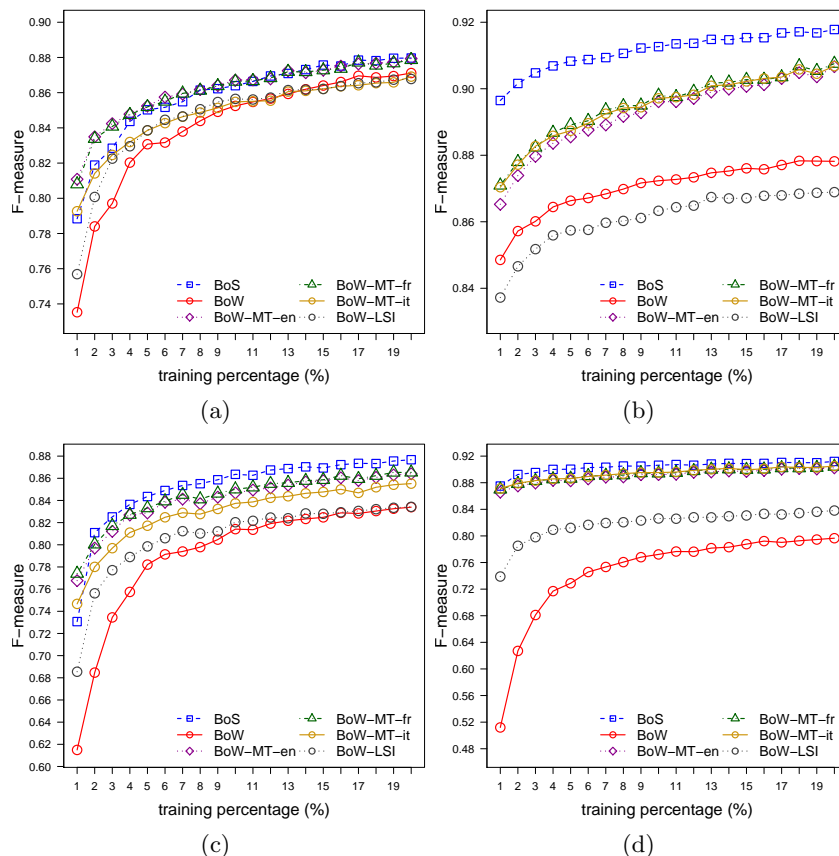 0.90
0.88
0.86
0.84
0.82
0.80
0.78
0.76
0.74
F−measure
BoS
BoW
BoW−MT−en
BoW−MT−fr
BoW−MT−it
BoW−LSI
1 2 3 4 5 6 7 8 9 11 13 15 17 19
training percentage (%)
(a)
0.92
0.90
0.88
0.86
0.84
F−measure
BoS
BoW
BoW−MT−en
BoW−MT−fr
BoW−MT−it
BoW−LSI
1 2 3 4 5 6 7 8 9 11 13 15 17 19
training percentage (%)
(b)
0.88
0.86
0.84
0.82
0.80
0.78
0.76
0.74
0.72
0.70
0.68
0.66
0.64
0.62
0.60
F−measure
BoS
BoW
BoW−MT−en
BoW−MT−fr
BoW−MT−it
BoW−LSI
1 2 3 4 5 6 7 8 9 11 13 15 17 19
training percentage (%)
(c)
0.92
0.88
0.84
0.80
0.76
0.72
0.68
0.64
0.60
0.56
0.52
0.48
F−measure
BoS
BoW
BoW−MT−en
BoW−MT−fr
BoW−MT−it
BoW−LSI
1 2 3 4 5 6 7 8 9 11 13 15 17 19
training percentage (%)
(d)